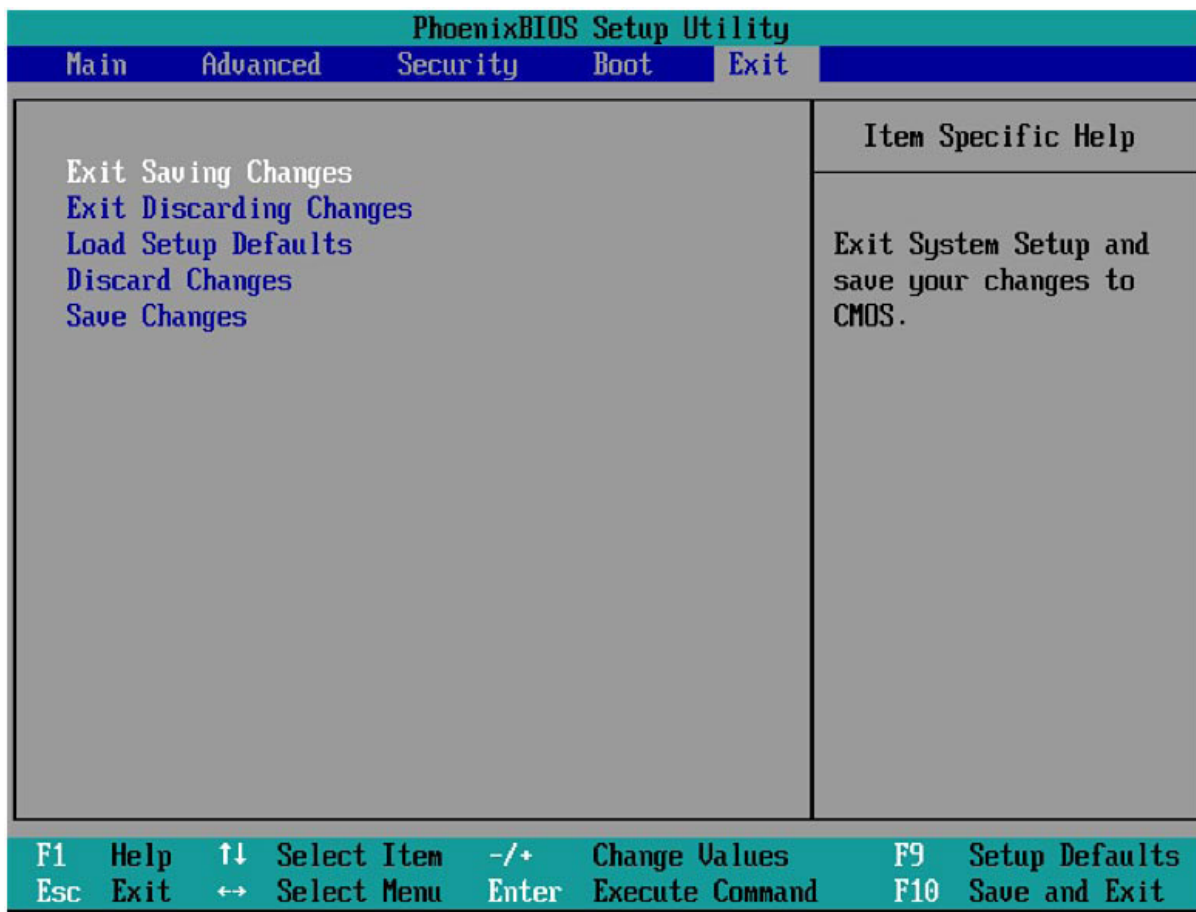 PhoenixBIOS Setup Utility
Main Advanced Security Boot Exit
Exit Saving Changes
Exit Discarding Changes
Load Setup Defaults
Discard Changes
Save Changes
Item Specific Help
Exit System Setup and
save your changes to
CMOS.
F1 Help ↑↓ Select Item -/+ Change Values F9 Setup Defaults
Esc Exit ↔ Select Menu Enter Execute Command F10 Save and Exit